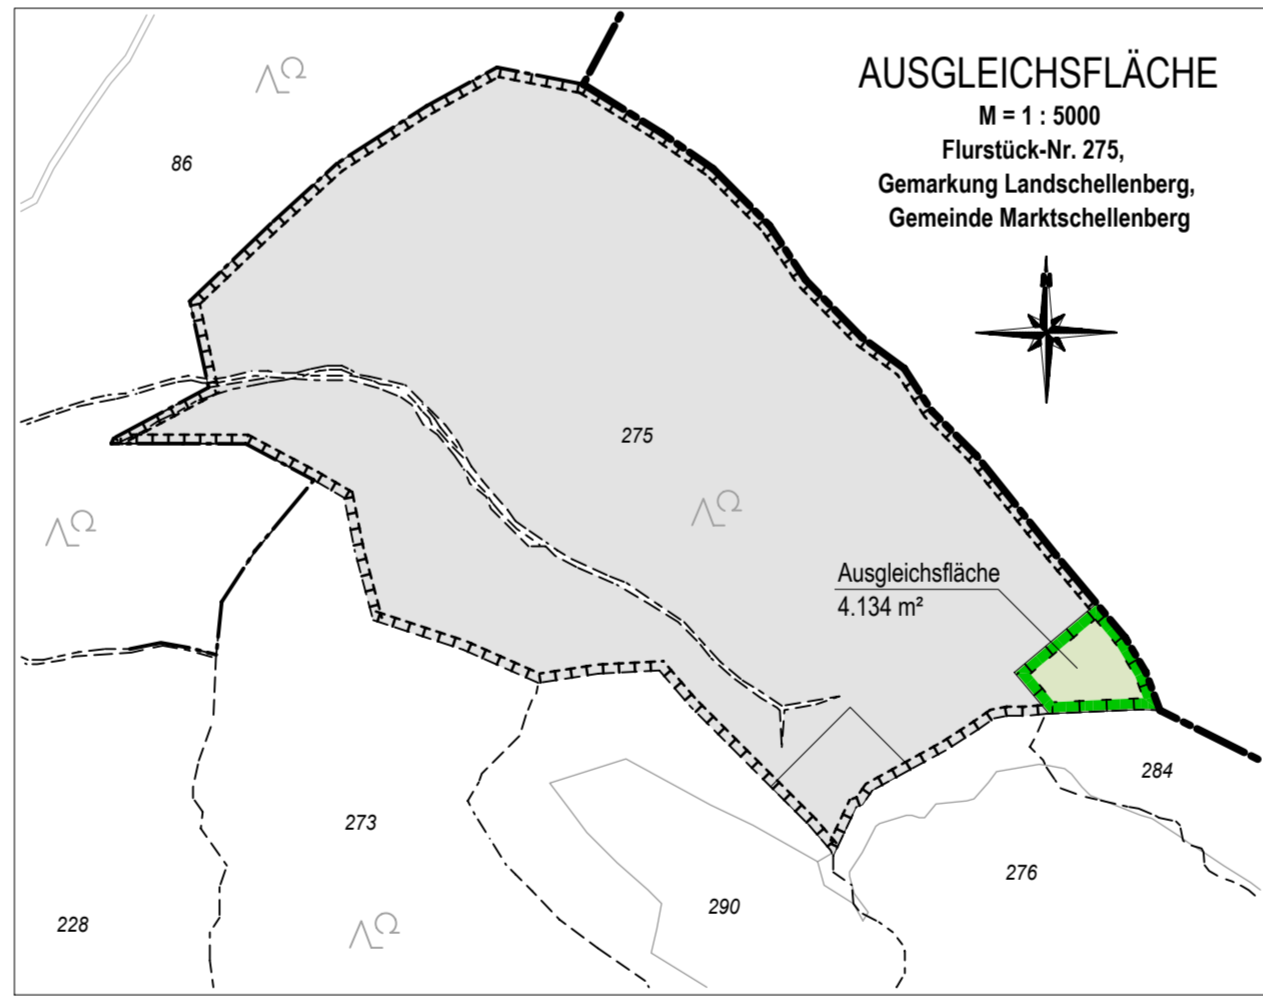 AUSGLEICHSFLÄCHE
M = 1 : 5000
Flurstück-Nr. 275,
Gemarkung Landschellenberg,
Gemeinde Marktschellenberg
N
86
275
Ausgleichsfläche
4.134 m²
284
273
276
290
228